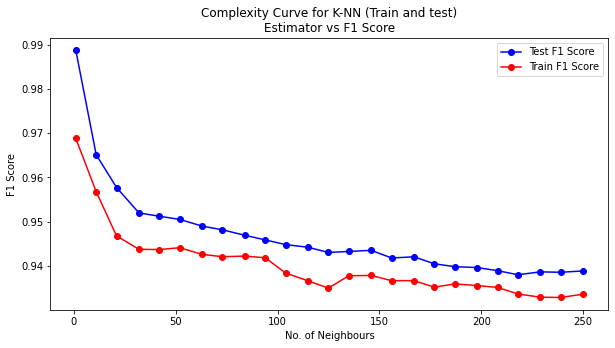 Complexity Curve for K-NN (Train and test)
Estimator vs F1 Score
Test F1 Score
Train F1 Score
F1 Score
0.99
0.98
0.97
0.96
0.95
0.94
0
50
100
150
200
250
No. of Neighbours